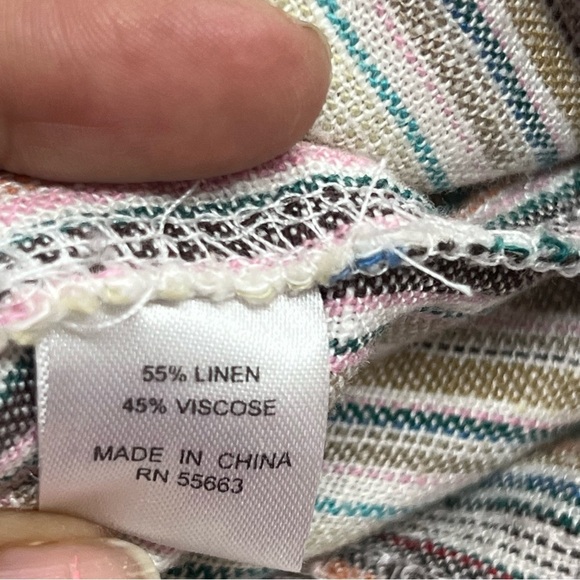 55% LINEN
45% VISCOSE
MADE IN CHINA
RN 55663